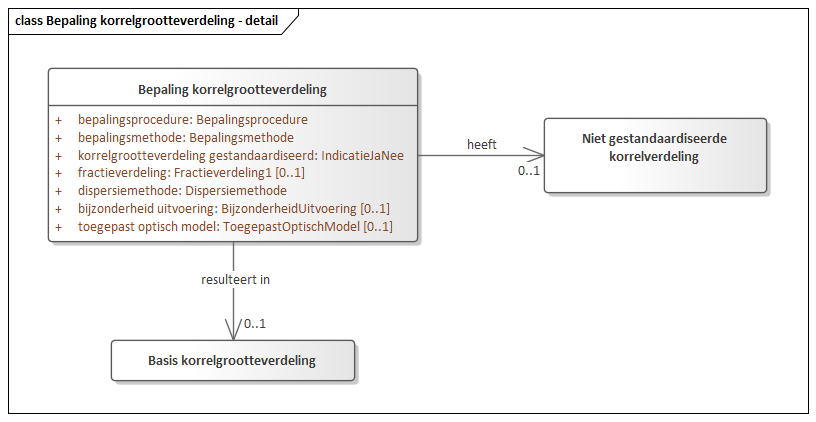 class Bepaling korrelgrootteverdeling - detail
Bepaling korrelgrootteverdeling
+ bepalingsprocedure: Bepalingsprocedure
+ bepalingsmethode: Bepalingsmethode
+ korrelgrootteverdeling gestandaardiseerd: IndicatieJaNee
+ fractieverdeling: Fractieverdeling1 [0..1]
+ dispersiemethode: Dispersiemethode
+ bijzonderheid uitvoering: BijzonderheidUitvoering [0..1]
+ toegepast optisch model: ToegepastOptischModel [0..1]
heeft
0..1
Niet gestandaardiseerde
korrelverdeling
resulteert in
0..1
Basis korrelgrootteverdeling